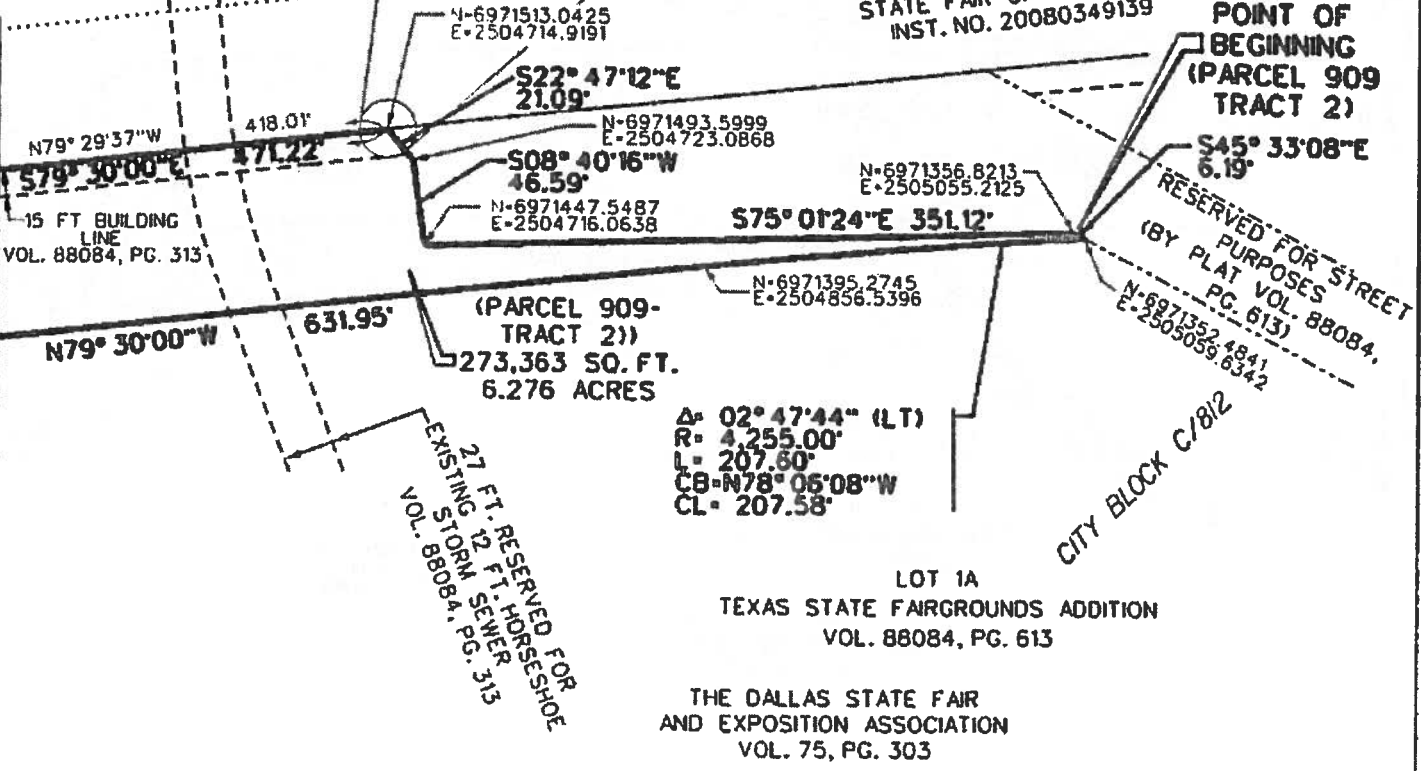 N=6971513.0425
E=2504714.9191
INST. NO. 20080349139
POINT OF
BEGINNING
(PARCEL 909
TRACT 2)
S22° 47'12"E
21.09'
N=6971493.5999
E=2504723.0868
418.01'
N79° 29'37"W
S79° 30'00"E
471.22'
S08° 40'16"W
46.59'
N=6971356.8213
E=2505055.2125
S45° 33'08"E
6.19'
15 FT BUILDING
LINE
VOL. 88084, PG. 313
N=6971447.5487
E=2504716.0638
S75° 01'24"E 351.12'
RESERVED FOR STREET
PURPOSES
(BY PLAT VOL. 88084,
PG. 613)
N=6971395.2745
E=2504856.5396
N=6971352.4841
E=2505059.6342
N79° 30'00"W
631.95'
(PARCEL 909-
TRACT 2))
273,363 SQ. FT.
6.276 ACRES
Δ= 02° 47'44" (LT)
R= 4,255.00'
L= 207.60'
CB=N78° 06'08"W
CL= 207.58'
CITY BLOCK C/812
27 FT. RESERVED FOR
EXISTING 12 FT. HORSESHOE
STORM SEWER
VOL. 88084, PG. 313
LOT 1A
TEXAS STATE FAIRGROUNDS ADDITION
VOL. 88084, PG. 613
THE DALLAS STATE FAIR
AND EXPOSITION ASSOCIATION
VOL. 75, PG. 303